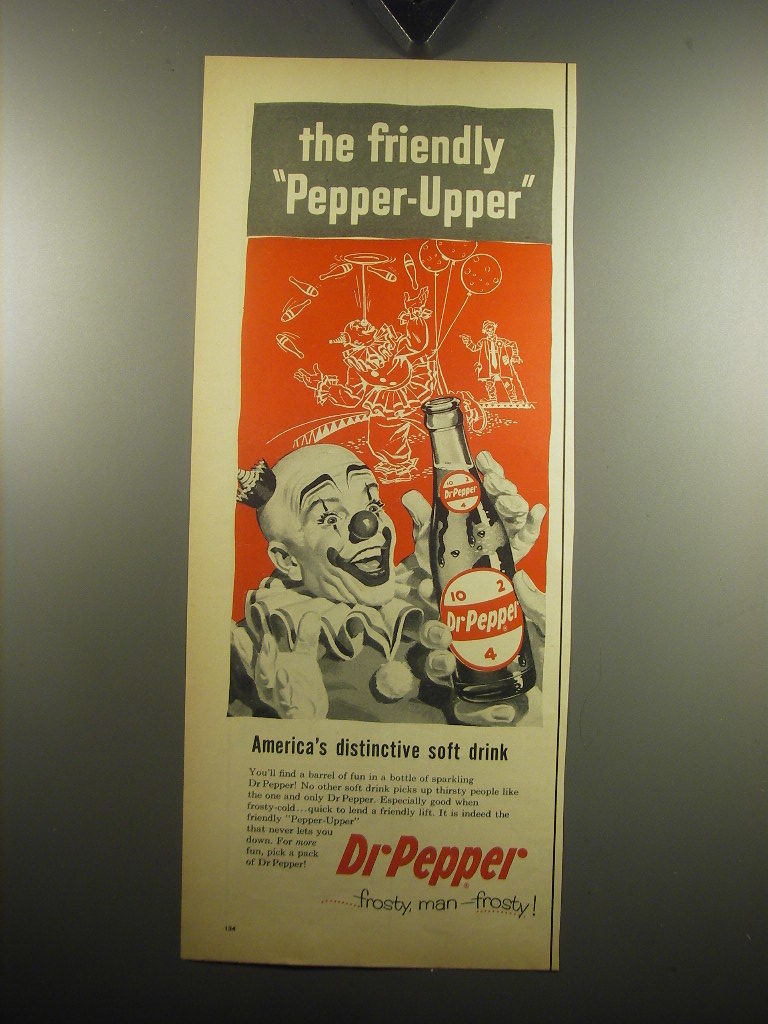 the friendly
"Pepper-Upper"
10 2
Dr Pepper
4
10 2
Dr Pepper
4
America's distinctive soft drink
You'll find a barrel of fun in a bottle of sparkling
Dr Pepper! No other soft drink picks up thirsty people like
the one and only Dr Pepper. Especially good when
frosty-cold...quick to lend a friendly lift. It is indeed the
friendly "Pepper-Upper"
that never lets you
down. For more
fun, pick a pack
of Dr Pepper!
Dr Pepper®
frosty, man—frosty!
134